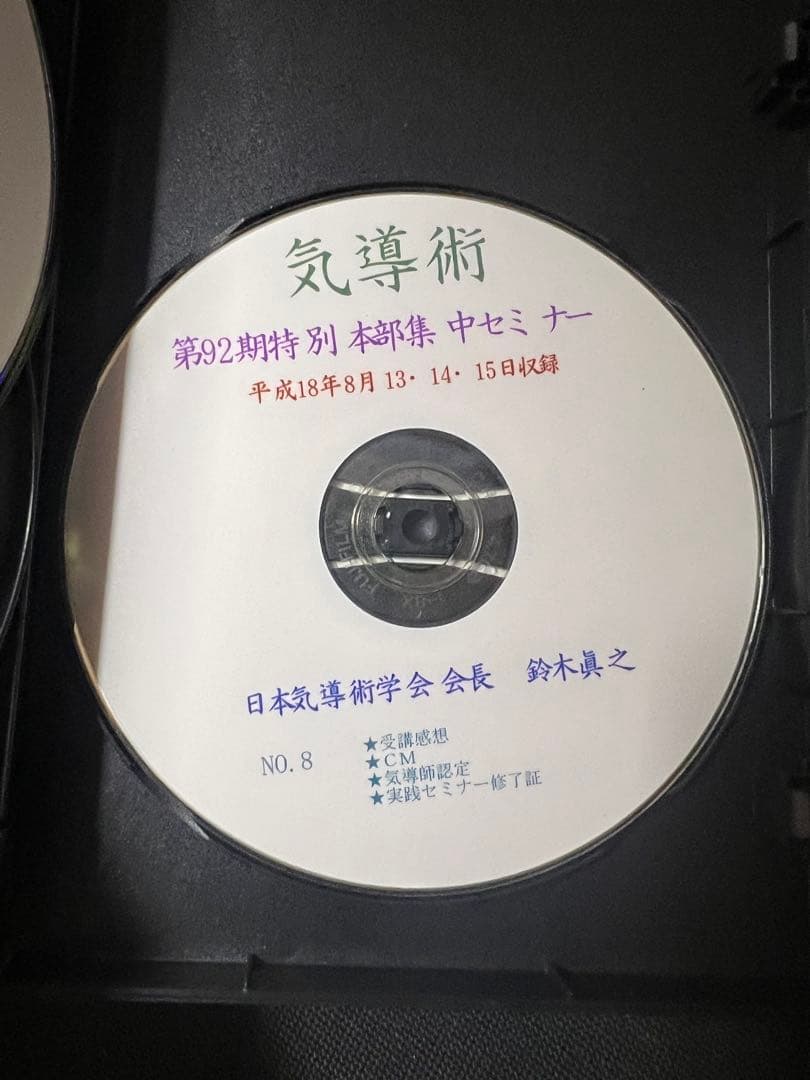 気導術
第92期特別本部集中セミナー
平成18年8月13・14・15日収録
FUJIFILM
日本気導術学会会長 鈴木眞之
NO.8
★受講感想
★CM
★気導師認定
★実践セミナー修了証